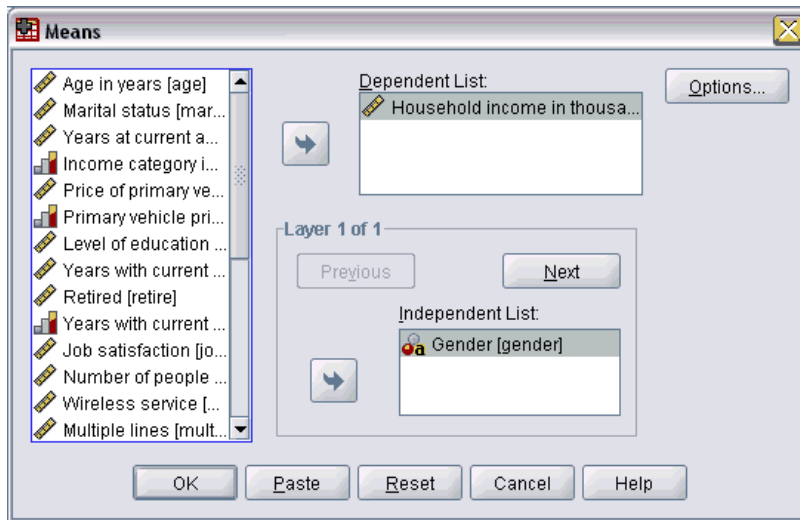 Means
Age in years [age]
Marital status [mar...
Years at current a...
Income category i...
Price of primary ve...
Primary vehicle pri...
Level of education ...
Years with current ...
Retired [retire]
Years with current ...
Job satisfaction [jo...
Number of people ...
Wireless service [...
Multiple lines [mult...
Dependent List:
Household income in thousa...
Options...
Layer 1 of 1
Previous
Next
Independent List:
Gender [gender]
OK
Paste
Reset
Cancel
Help